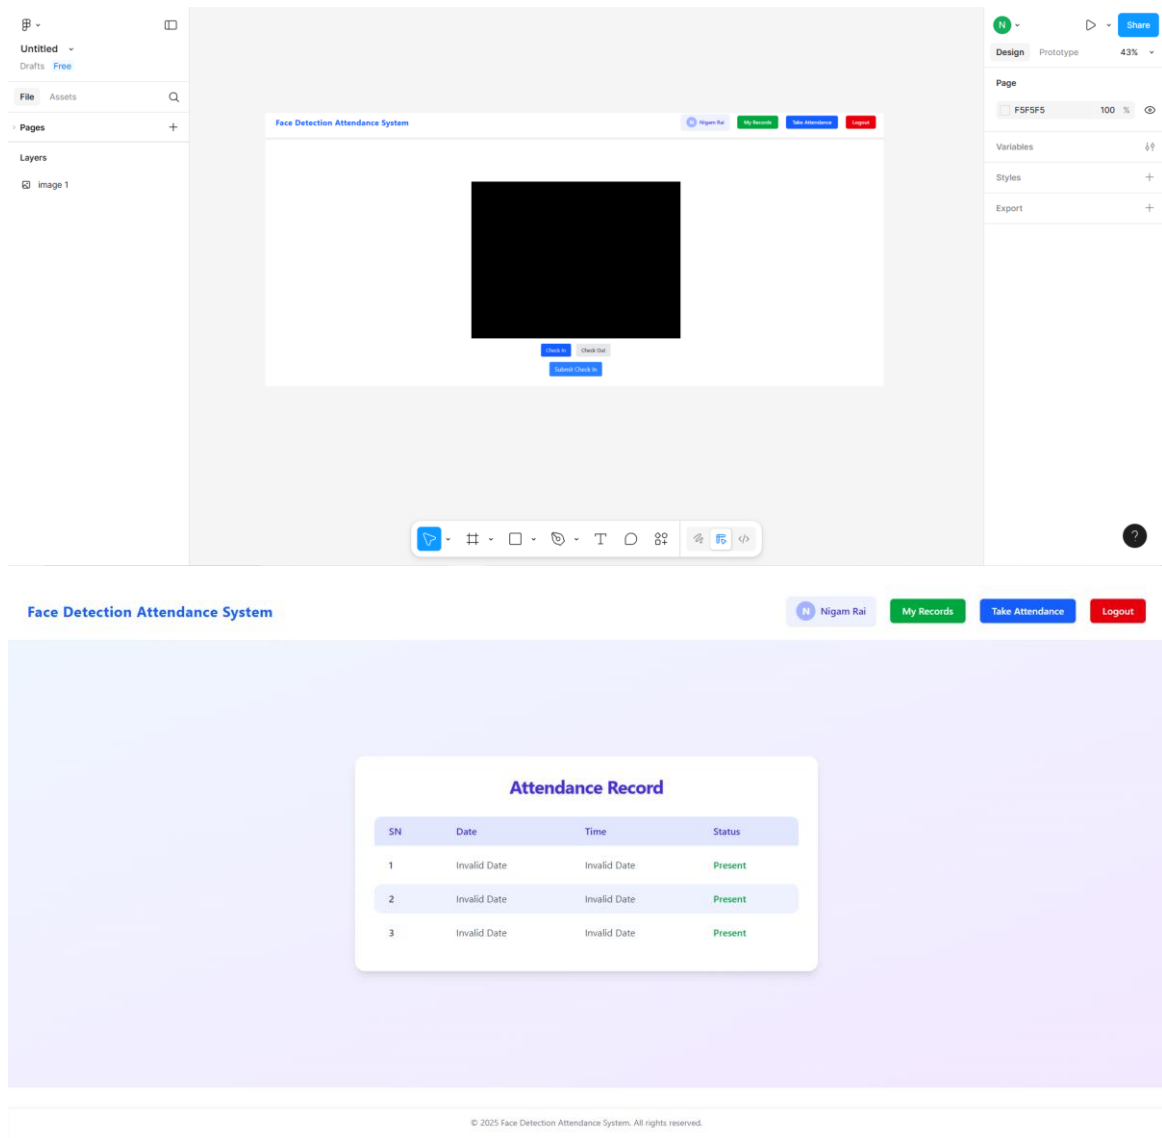 Untitled
Drafts Free
File Assets
Pages
Layers
image 1
Face Detection Attendance System
N Nigam Rai My Records Take Attendance Logout
Check In Check Out
Submit Check In
N Share
Design Prototype 43%
Page
F5F5F5 100 %
Variables
Styles
Export
?
Face Detection Attendance System
N Nigam Rai My Records Take Attendance Logout
Attendance Record
SN Date Time Status
1 Invalid Date Invalid Date Present
2 Invalid Date Invalid Date Present
3 Invalid Date Invalid Date Present
© 2025 Face Detection Attendance System. All rights reserved.